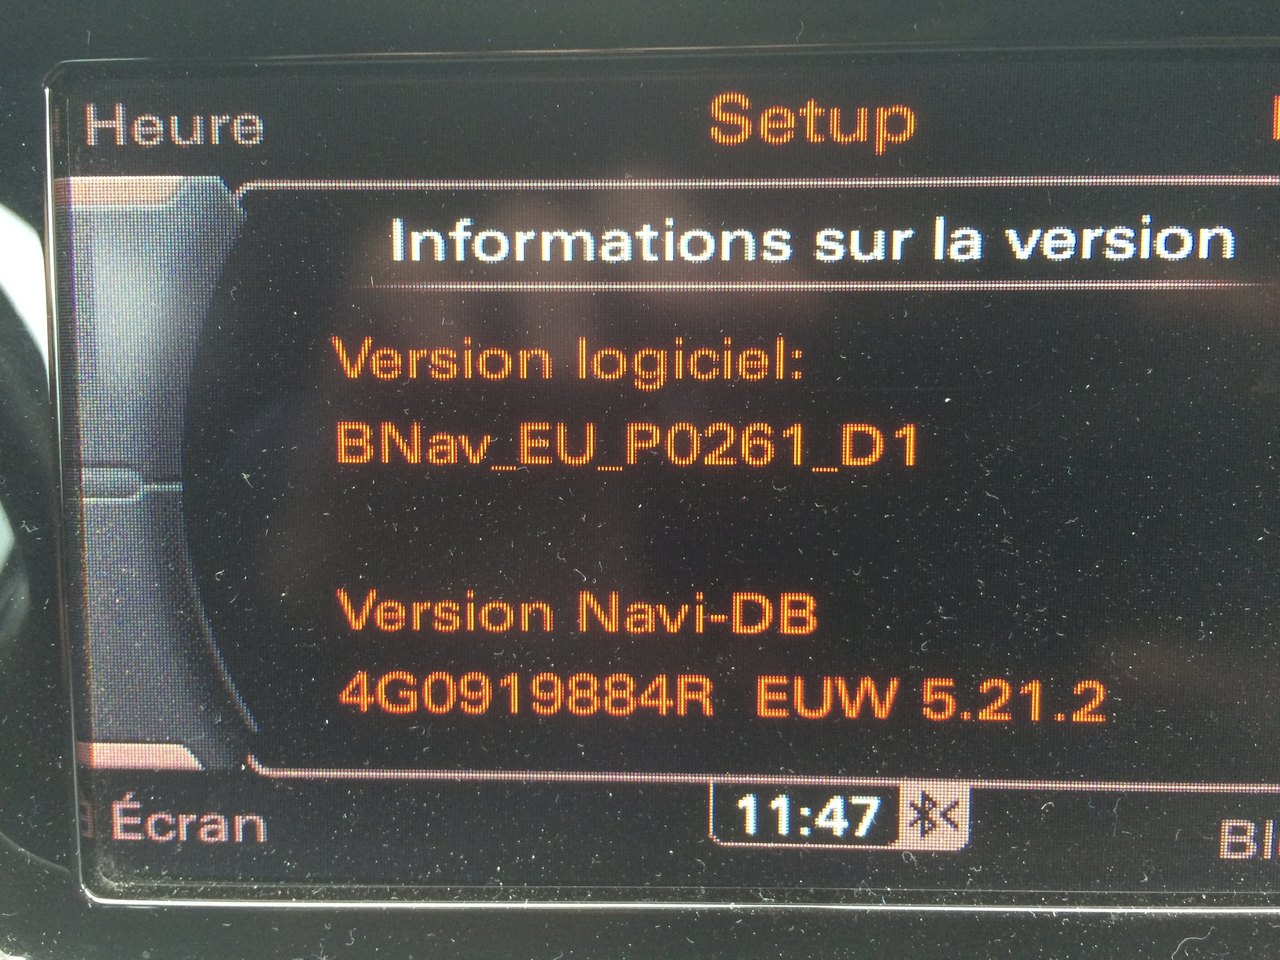 Heure
Setup
Informations sur la version
Version logiciel:
BNav_EU_P0261_D1
Version Navi-DB
4G0919884R EUW 5.21.2
Écran
11:47